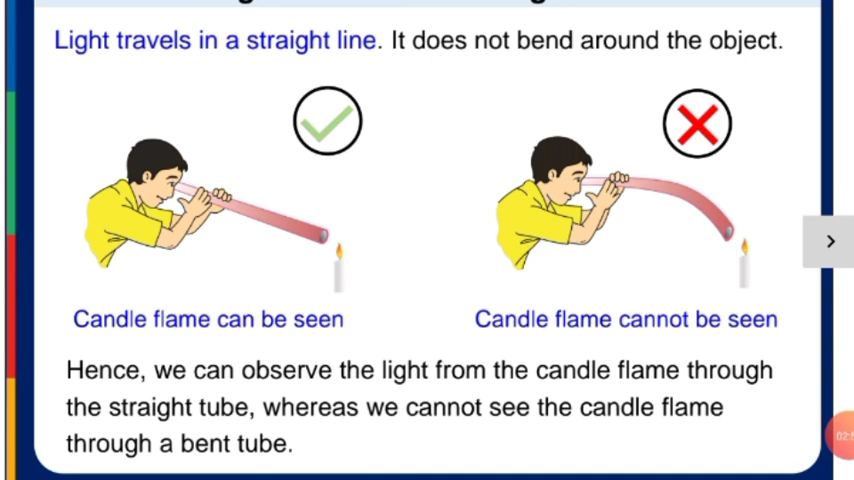 Light travels in a straight line. It does not bend around the object.
Candle flame can be seen
Candle flame cannot be seen
Hence, we can observe the light from the candle flame through
the straight tube, whereas we cannot see the candle flame
through a bent tube.